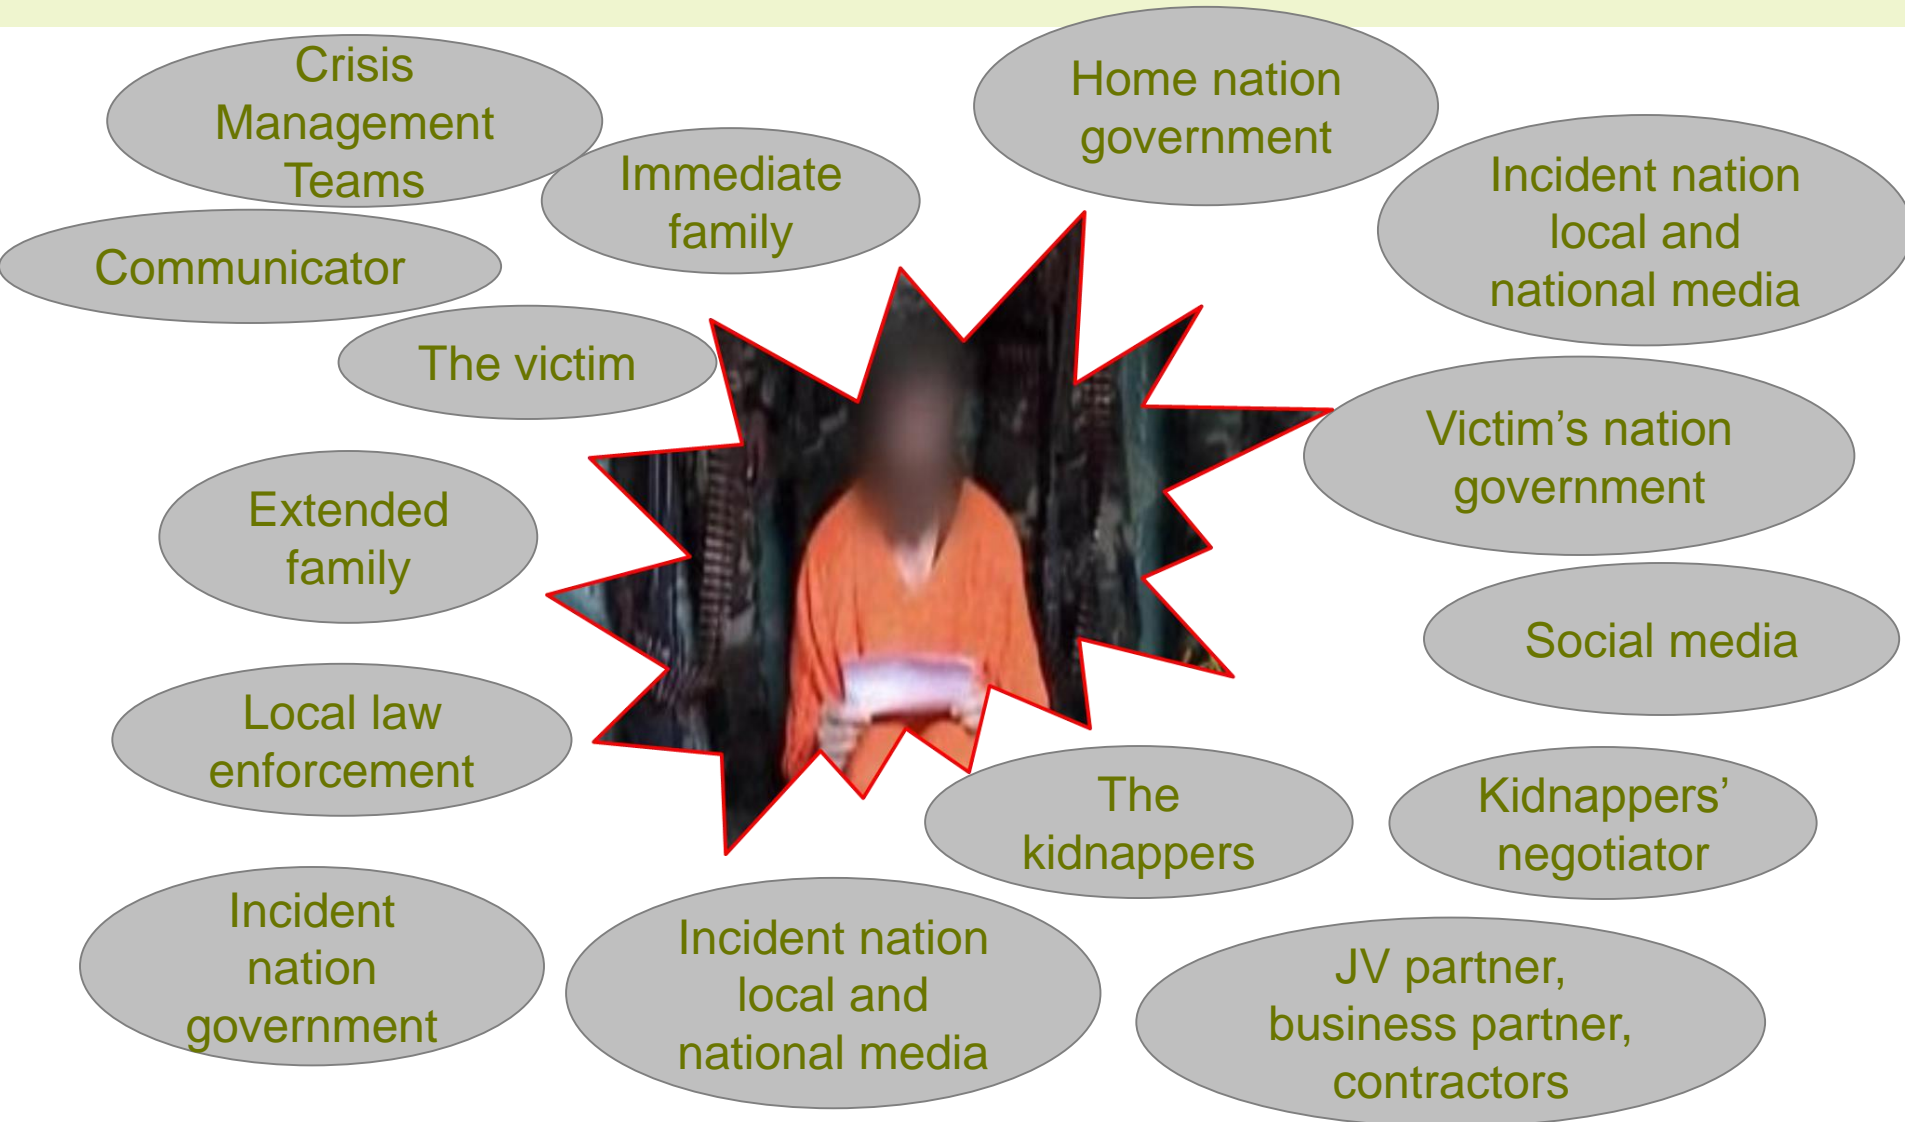 Crisis
Management
Teams
Immediate
family
Home nation
government
Incident nation
local and
national media
Communicator
The victim
Victim’s nation
government
Extended
family
Social media
Local law
enforcement
The
kidnappers
Kidnappers’
negotiator
Incident
nation
government
Incident nation
local and
national media
JV partner,
business partner,
contractors